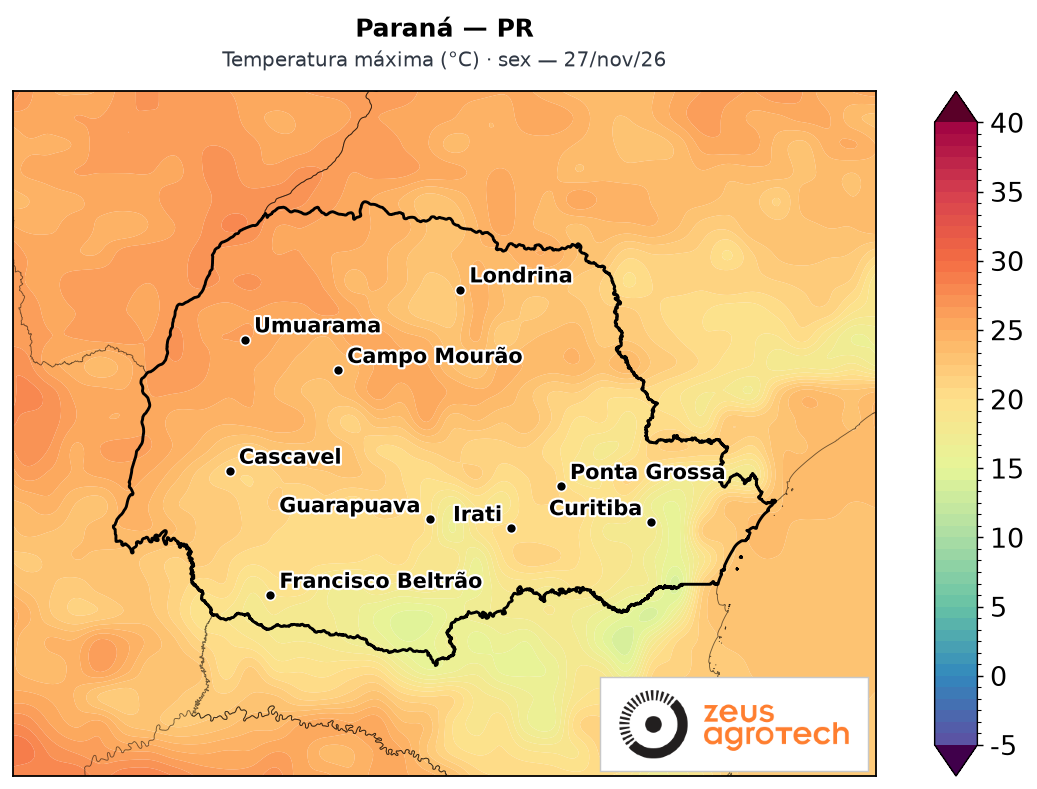 Paraná — PR
Temperatura máxima (°C) · sex — 27/nov/26
Londrina
Umuarama
Campo Mourão
Cascavel
Ponta Grossa
Guarapuava
Irati
Curitiba
Francisco Beltrão
zeus
agrotech
40
35
30
25
20
15
10
5
0
-5